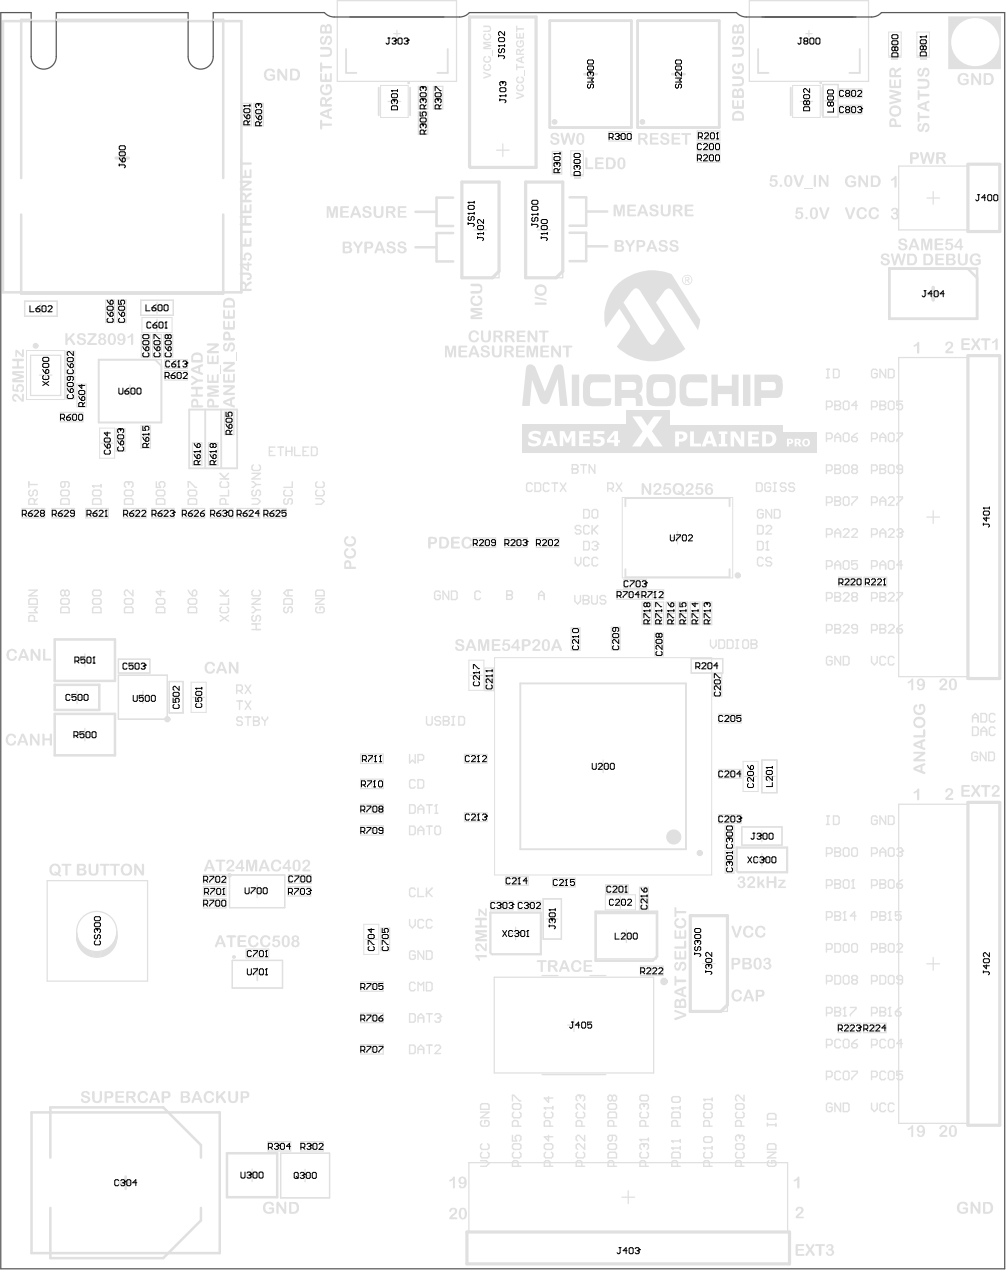 TARGET USB
J303
VCC_MCU
JS102
J103
VCC_TARGET
SW300
SW200
DEBUG USB
J800
POWER
D800
STATUS
D801
GND
GND
D301
R303
R307
R305
D802
L800
C802
C803
R601
R603
J600
RJ45 ETHERNET
SW0
R300
RESET
R201
C200
R200
R301
D300
LED0
PWR
5.0V_IN GND 1
5.0V VCC 3
J400
MEASURE
BYPASS
JS101
J102
JS100
J100
MEASURE
BYPASS
MCU
I/O
SAME54
SWD DEBUG
J404
L602
C606
C605
L600
C601
KSZ8091
C600
C607
C608
C613
R602
25MHz
XC600
C609
C602
R604
U600
R600
C604
C603
R615
PHYAD
PME_EN
ANEN_SPEED
R616
R618
R605
®
CURRENT
MEASUREMENT
MICROCHIP
SAME54 X PLAINED PRO
1 2 EXT1
ID GND
PB04 PB05
PA06 PA07
PB08 PB09
PB07 PA27
PA22 PA23
PA05 PA04
R220 R221
PB28 PB27
PB29 PB26
GND VCC
19 20
J401
ETHLED
RST
D09
D01
D03
D05
D07
PLCK
VSYNC
SCL
VCC
R628 R629 R621 R622 R623 R626 R630 R624 R625
PCC
PWDN
D08
D00
D02
D04
D06
XCLK
HSYNC
SDA
GND
BTN
CDCTX RX N25Q256 DGISS
D0
SCK
D3
VCC
U702
GND
D2
D1
CS
PDEC
R209 R203 R202
GND C B A
VBUS
C703
R704 R712
R718
R717
R716
R715
R714
R713
SAME54P20A
C210
C209
C208
VDDIOB
R204
C207
C217
C211
C205
USBID
U200
C212
C213
C204
C206
L201
C203
C300
C301
J300
XC300
32kHz
C214
C215
C201
C202
C216
CANL
R501
C503
CAN
C500
U500
C502
C501
RX
TX
STBY
CANH
R500
R711 WP
R710 CD
R708 DAT1
R709 DAT0
CLK
VCC
GND
C704
C705
R705 CMD
R706 DAT3
R707 DAT2
QT BUTTON
CS300
AT24MAC402
R702
R701
R700
U700
C700
R703
ATECC508
C701
U701
12MHz
C303 C302
XC301
J301
L200
TRACE
R222
J405
VBAT SELECT
JS300
J302
VCC
PB03
CAP
ANALOG
ADC
DAC
GND
1 2 EXT2
ID GND
PB00 PA03
PB01 PB06
PB14 PB15
PD00 PB02
PD08 PD09
PB17 PB16
R223 R224
PC06 PC04
PC07 PC05
GND VCC
19 20
J402
SUPERCAP BACKUP
C304
R304 R302
U300
Q300
GND
GND
PC07
PC14
PC23
PD08
PC30
PD10
PC01
PC02
ID
VCC
PC05
PC04
PC22
PD09
PC31
PD11
PC10
PC03
GND
19 1
20 2
J403
EXT3
GND